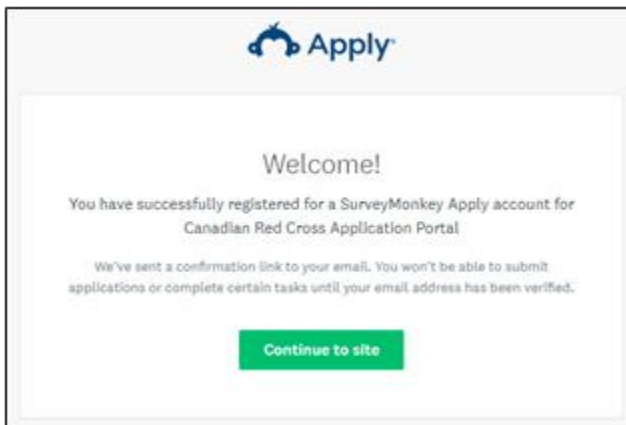 Apply
Welcome!
You have successfully registered for a SurveyMonkey Apply account for
Canadian Red Cross Application Portal
We've sent a confirmation link to your email. You won't be able to submit
applications or complete certain tasks until your email address has been verified.
Continue to site